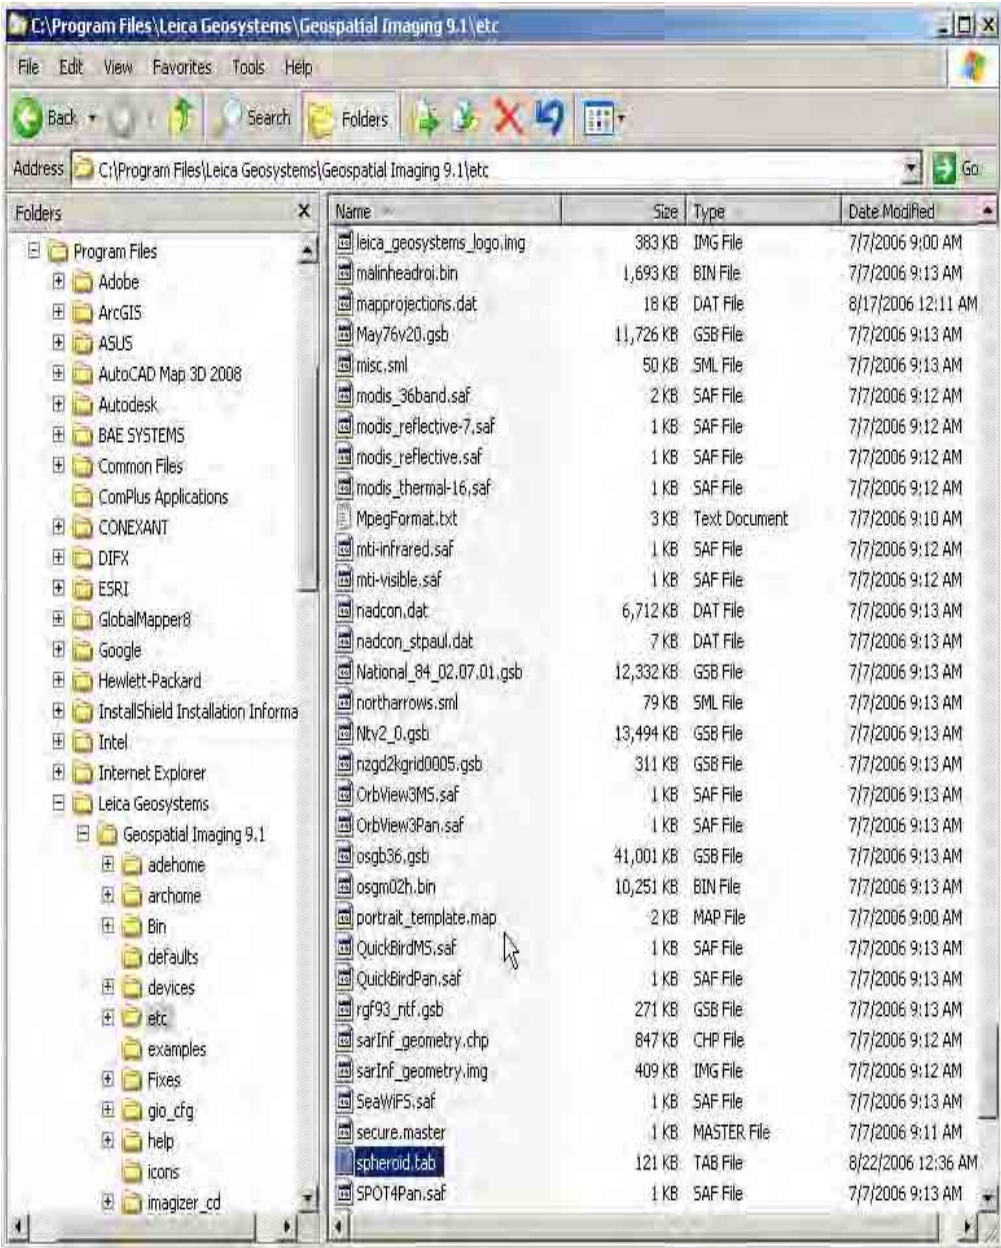 C:\Program Files\Leica Geosystems\Geospatial Imaging 9.1\etc
File Edit View Favorites Tools Help
Back Search Folders
Address C:\Program Files\Leica Geosystems\Geospatial Imaging 9.1\etc Go
Folders X
Program Files
Adobe
ArcGIS
ASUS
AutoCAD Map 3D 2008
Autodesk
BAE SYSTEMS
Common Files
ComPlus Applications
CONEXANT
DIFX
ESRI
GlobalMapper8
Google
Hewlett-Packard
InstallShield Installation Informa
Intel
Internet Explorer
Leica Geosystems
Geospatial Imaging 9.1
adehome
archome
Bin
defaults
devices
etc
examples
Fixes
gio_cfg
help
icons
imagizer_cd
Name Size Type Date Modified
leica_geosystems_logo.img 383 KB IMG File 7/7/2006 9:00 AM
malinheadroi.bin 1,693 KB BIN File 7/7/2006 9:13 AM
mapprojections.dat 18 KB DAT File 8/17/2006 12:11 AM
May76v20.gsb 11,726 KB GSB File 7/7/2006 9:13 AM
misc.sml 50 KB SML File 7/7/2006 9:13 AM
modis_36band.saf 2 KB SAF File 7/7/2006 9:12 AM
modis_reflective-7.saf 1 KB SAF File 7/7/2006 9:12 AM
modis_reflective.saf 1 KB SAF File 7/7/2006 9:12 AM
modis_thermal-16.saf 1 KB SAF File 7/7/2006 9:12 AM
MpegFormat.txt 3 KB Text Document 7/7/2006 9:10 AM
mti-infrared.saf 1 KB SAF File 7/7/2006 9:12 AM
mti-visible.saf 1 KB SAF File 7/7/2006 9:12 AM
nadcon.dat 6,712 KB DAT File 7/7/2006 9:13 AM
nadcon_stpaul.dat 7 KB DAT File 7/7/2006 9:13 AM
National_84_02.07.01.gsb 12,332 KB GSB File 7/7/2006 9:13 AM
northarrows.sml 79 KB SML File 7/7/2006 9:13 AM
Ntv2_0.gsb 13,494 KB GSB File 7/7/2006 9:13 AM
nzgd2kgrid0005.gsb 311 KB GSB File 7/7/2006 9:13 AM
OrbView3MS.saf 1 KB SAF File 7/7/2006 9:13 AM
OrbView3Pan.saf 1 KB SAF File 7/7/2006 9:13 AM
osgb36.gsb 41,001 KB GSB File 7/7/2006 9:13 AM
osgm02h.bin 10,251 KB BIN File 7/7/2006 9:13 AM
portrait_template.map 2 KB MAP File 7/7/2006 9:00 AM
QuickBirdMS.saf 1 KB SAF File 7/7/2006 9:13 AM
QuickBirdPan.saf 1 KB SAF File 7/7/2006 9:13 AM
rgf93_ntf.gsb 271 KB GSB File 7/7/2006 9:13 AM
sarInf_geometry.chp 847 KB CHP File 7/7/2006 9:12 AM
sarInf_geometry.img 409 KB IMG File 7/7/2006 9:12 AM
SeaWiFS.saf 1 KB SAF File 7/7/2006 9:13 AM
secure.master 1 KB MASTER File 7/7/2006 9:11 AM
spheroid.tab 121 KB TAB File 8/22/2006 12:36 AM
SPOT4Pan.saf 1 KB SAF File 7/7/2006 9:13 AM